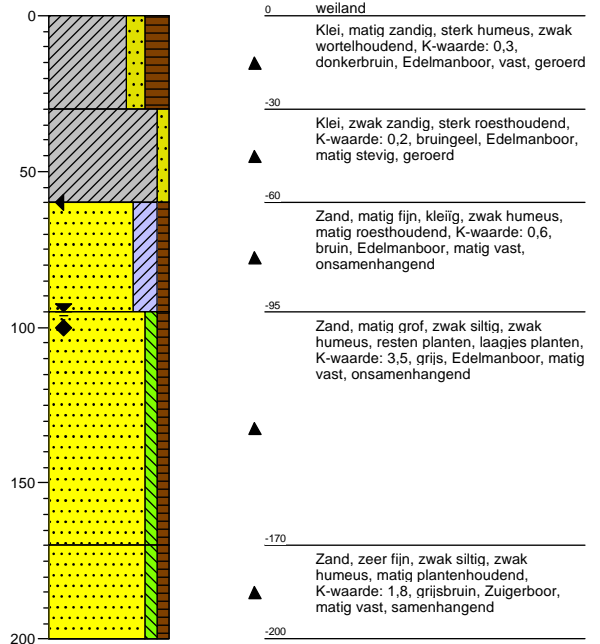 0
50
100
150
200
0 weiland
Klei, matig zandig, sterk humeus, zwak
wortelhoudend, K-waarde: 0,3,
donkerbruin, Edelmanboor, vast, geroerd
-30
Klei, zwak zandig, sterk roesthoudend,
K-waarde: 0,2, bruingeel, Edelmanboor,
matig stevig, geroerd
-60
Zand, matig fijn, kleiïg, zwak humeus,
matig roesthoudend, K-waarde: 0,6,
bruin, Edelmanboor, matig vast,
onsamenhangend
-95
Zand, matig grof, zwak siltig, zwak
humeus, resten planten, laagjes planten,
K-waarde: 3,5, grijs, Edelmanboor, matig
vast, onsamenhangend
-170
Zand, zeer fijn, zwak siltig, zwak
humeus, matig plantenhoudend,
K-waarde: 1,8, grijsbruin, Zuigerboor,
matig vast, samenhangend
-200